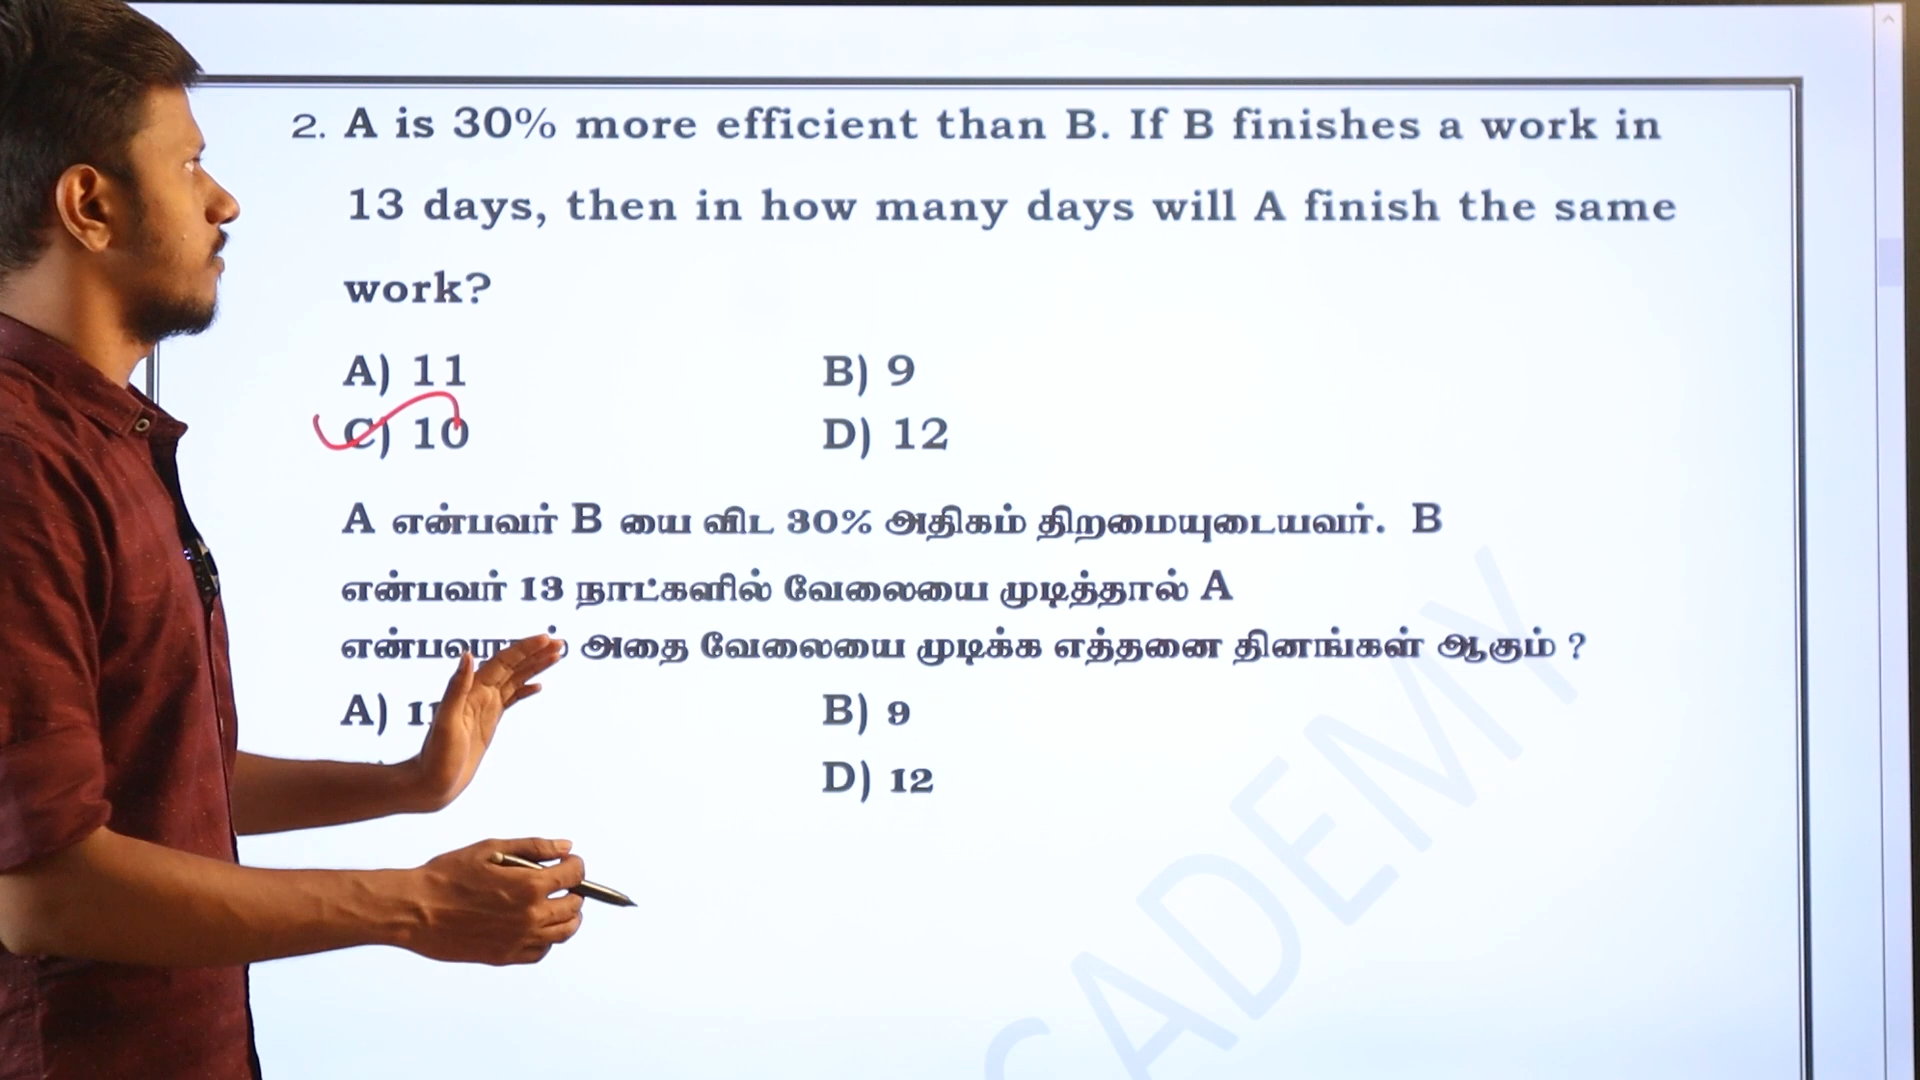 2. A is 30% more efficient than B. If B finishes a work in
13 days, then in how many days will A finish the same
work?
A) 11 B) 9
C) 10 D) 12
A என்பவர் B யை விட 30% அதிகம் திறமையுடையவர். B
என்பவர் 13 நாட்களில் வேலையை முடித்தால் A
அதை வேலையை முடிக்க எத்தனை தினங்கள் ஆகும் ?
A) B) 9
D) 12